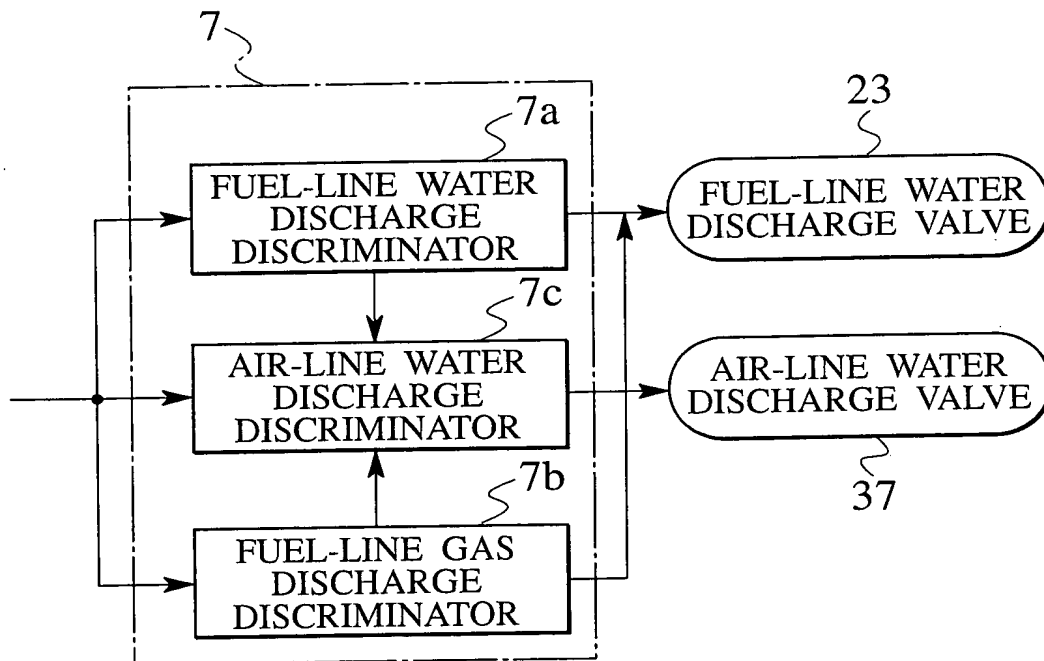 7
7a
FUEL-LINE WATER
DISCHARGE
DISCRIMINATOR
23
FUEL-LINE WATER
DISCHARGE VALVE
7c
AIR-LINE WATER
DISCHARGE
DISCRIMINATOR
AIR-LINE WATER
DISCHARGE VALVE
37
7b
FUEL-LINE GAS
DISCHARGE
DISCRIMINATOR